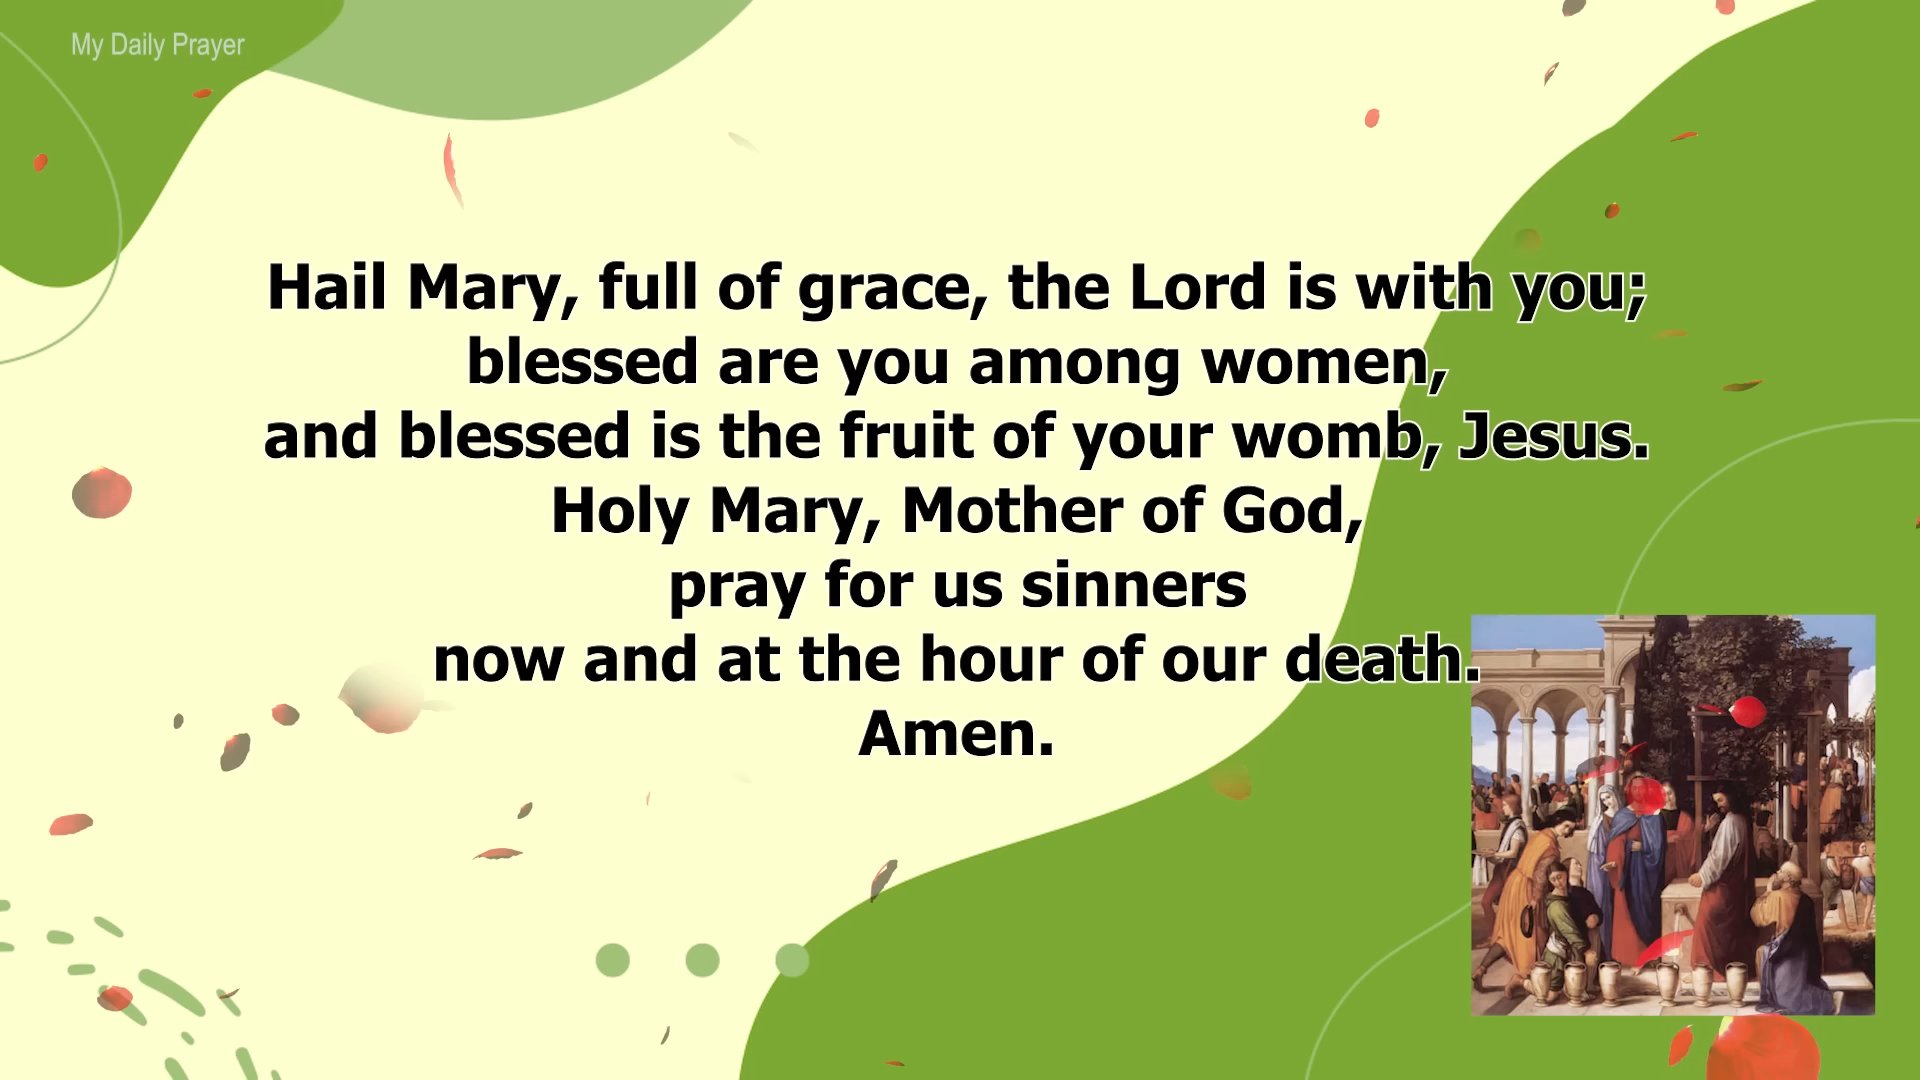 My Daily Prayer
Hail Mary, full of grace, the Lord is with you;
blessed are you among women,
and blessed is the fruit of your womb, Jesus.
Holy Mary, Mother of God,
pray for us sinners
now and at the hour of our death.
Amen.